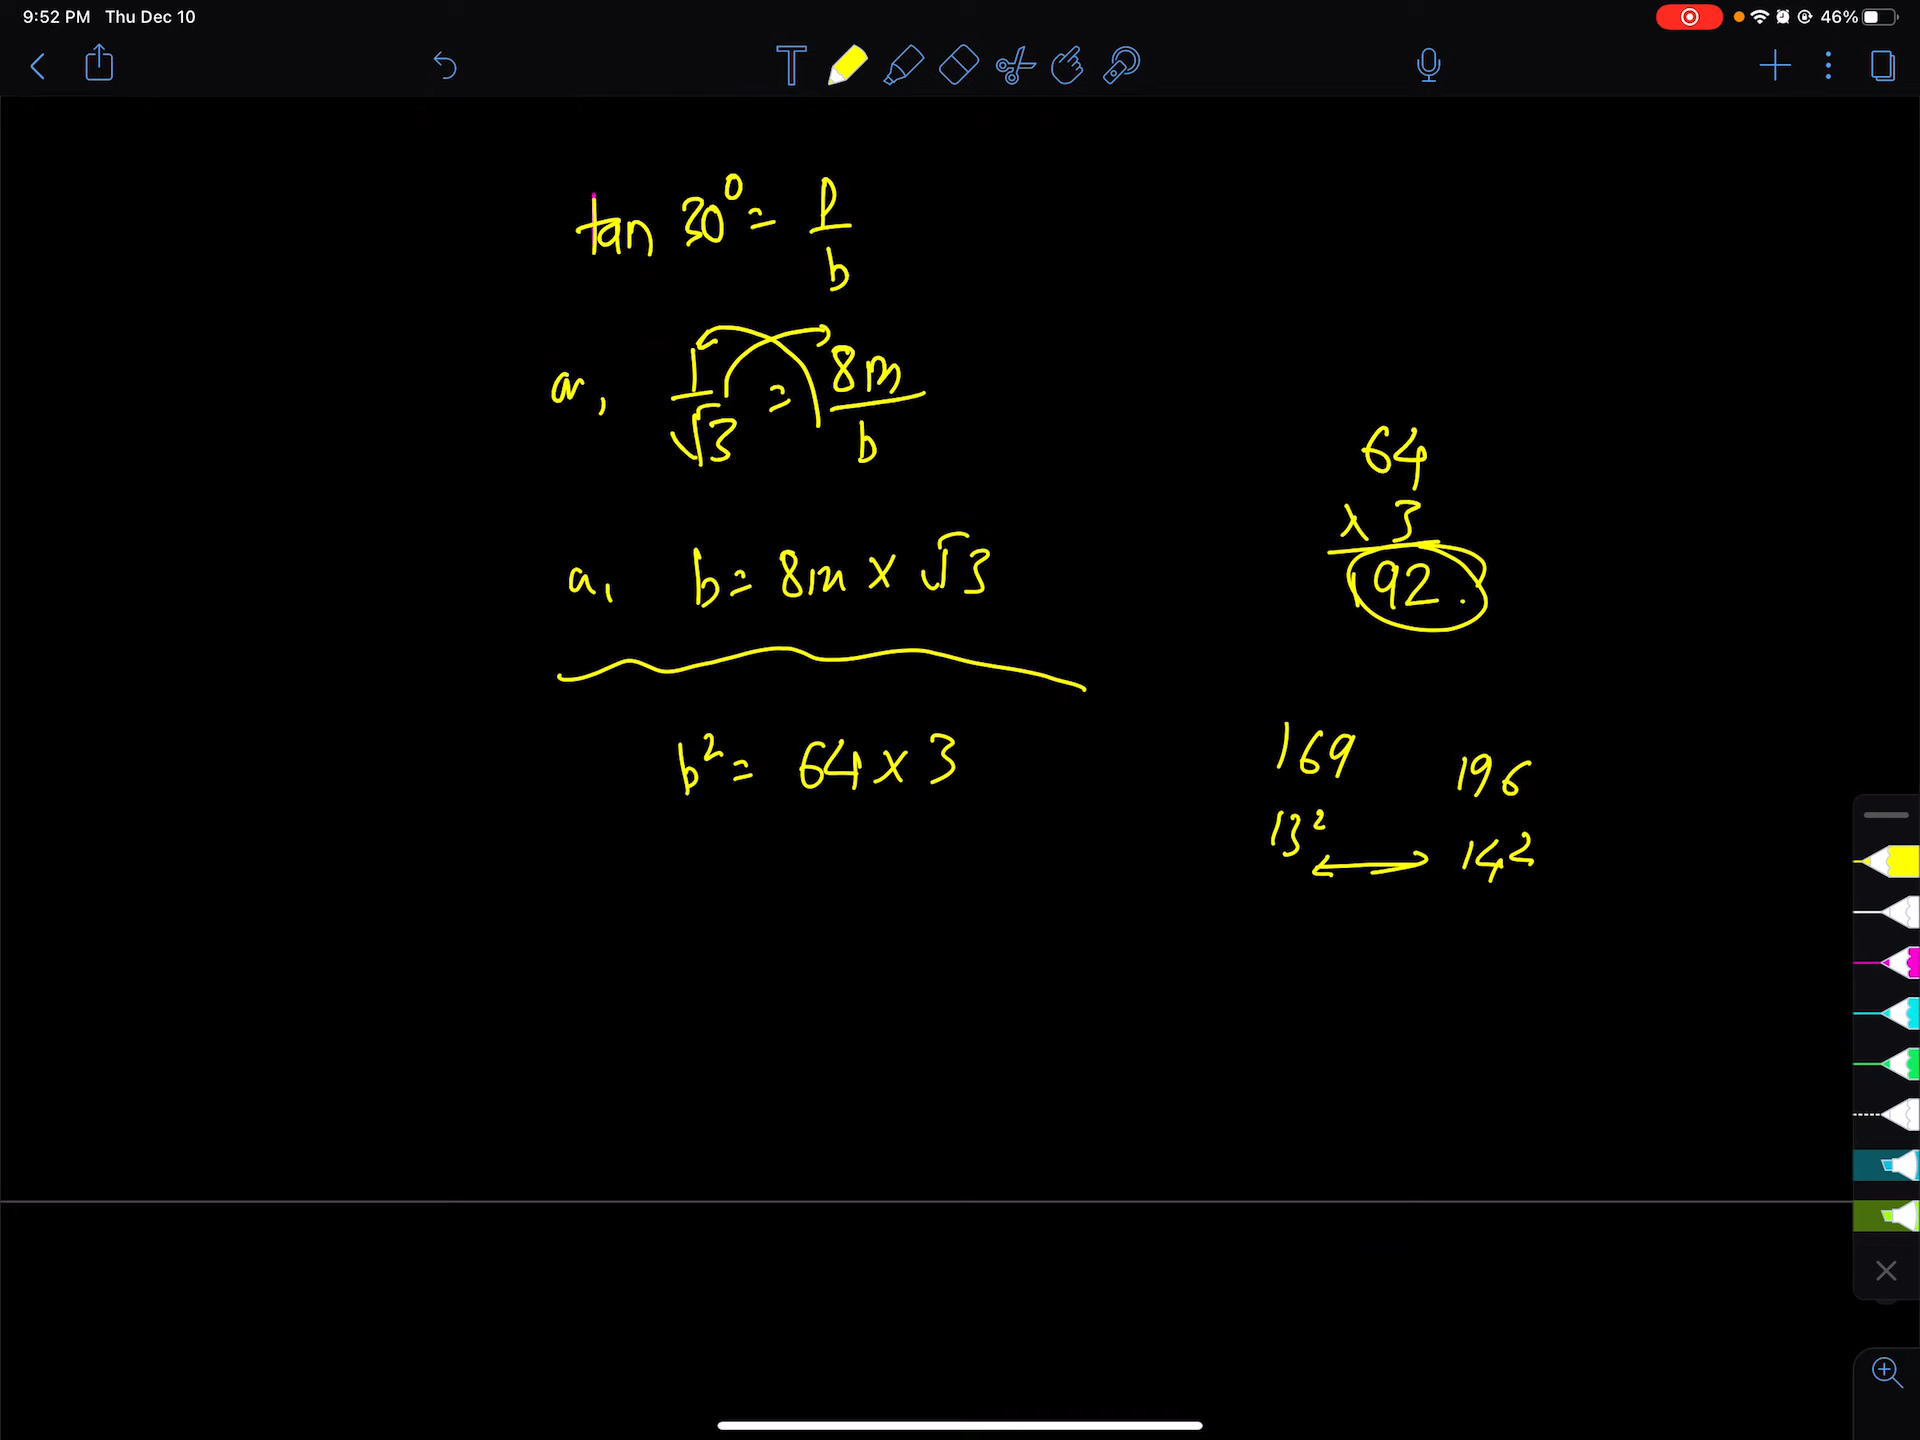 9:52 PM Thu Dec 10
46%
T
tan 30° = p/b
or, 1/√3 = 8m/b
a, b = 8m × √3
b² = 64 × 3
64
× 3
192.
169 196
13² 14²